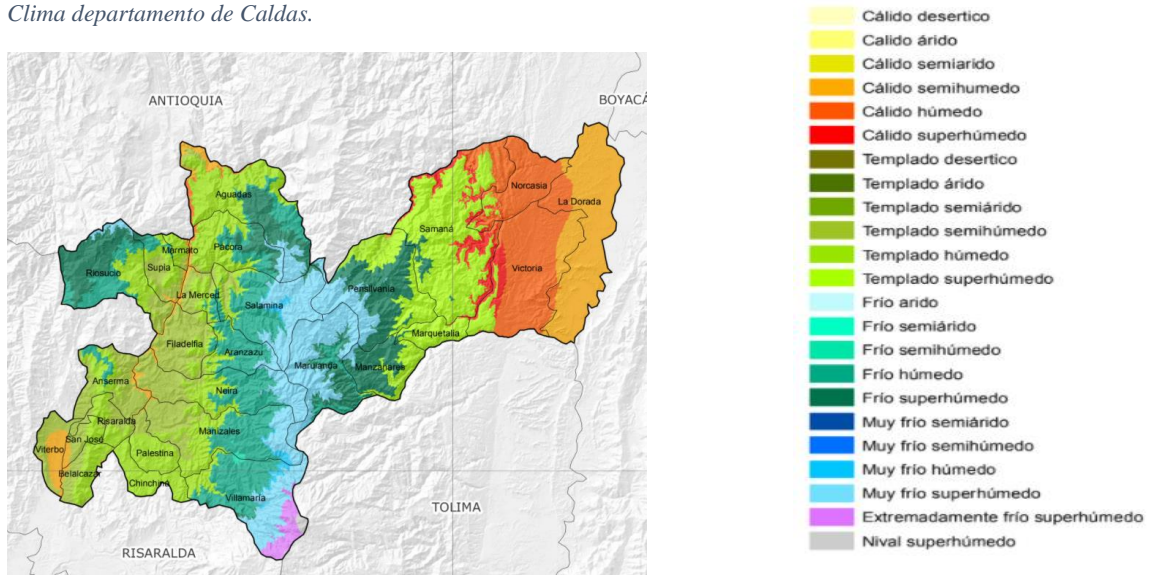 Clima departamento de Caldas.
ANTIOQUIA
BOYACÁ
Aguadas
Norcasia
La Dorada
Samaná
Marmato
Pácora
Riosucio
Supía
Victoria
Pensilvania
La Merced
Salamina
Marquetalia
Filadelfia
Aranzazu
Marulanda
Manzanares
Anserma
Neira
Risaralda
Manizales
San José
Viterbo
Palestina
Belalcazar
Chinchiná
Villamaría
TOLIMA
RISARALDA
Cálido desertico
Calido árido
Cálido semiarido
Cálido semihumedo
Cálido húmedo
Cálido superhúmedo
Templado desertico
Templado árido
Templado semiárido
Templado semihúmedo
Templado húmedo
Templado superhúmedo
Frío arido
Frío semiárido
Frío semihúmedo
Frío húmedo
Frío superhúmedo
Muy frío semiárido
Muy frío semihúmedo
Muy frío húmedo
Muy frío superhúmedo
Extremadamente frío superhúmedo
Nival superhúmedo